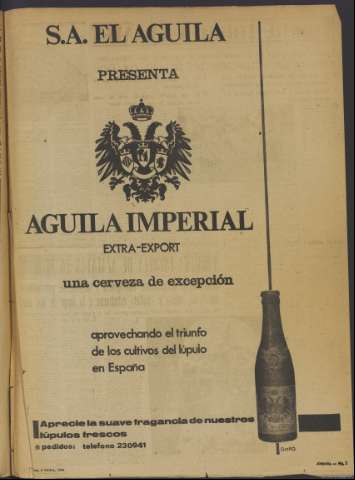 S.A. EL AGUILA
PRESENTA
AGUILA IMPERIAL
EXTRA-EXPORT
una cerveza de excepción
aprovechando el triunfo
de los cultivos del lúpulo
en España
Aprecie la suave fragancia de nuestros
lúpulos frescos
pedidos: teléfono 230941